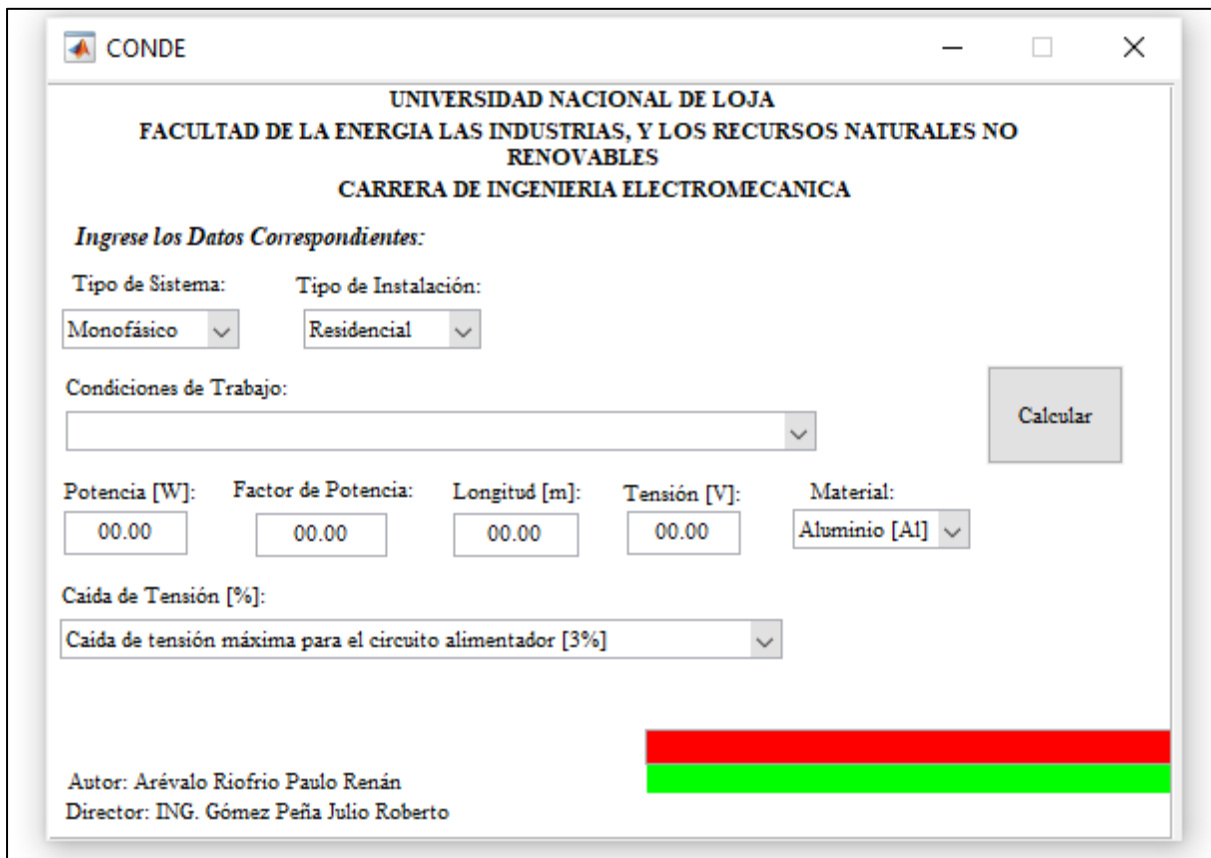 CONDE
UNIVERSIDAD NACIONAL DE LOJA
FACULTAD DE LA ENERGIA LAS INDUSTRIAS, Y LOS RECURSOS NATURALES NO
RENOVABLES
CARRERA DE INGENIERIA ELECTROMECANICA
Ingrese los Datos Correspondientes:
Tipo de Sistema: Tipo de Instalación:
Monofásico Residencial
Condiciones de Trabajo:
Calcular
Potencia [W]: Factor de Potencia: Longitud [m]: Tensión [V]: Material:
00.00 00.00 00.00 00.00 Aluminio [Al]
Caída de Tensión [%]:
Caída de tensión máxima para el circuito alimentador [3%]
Autor: Arévalo Riofrio Paulo Renán
Director: ING. Gómez Peña Julio Roberto